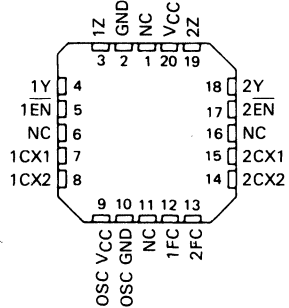 1Z GND NC VCC 2Z
3 2 1 20 19
1Y 4 18 2Y
1EN 5 17 2EN
NC 6 16 NC
1CX1 7 15 2CX1
1CX2 8 14 2CX2
9 10 11 12 13
OSC VCC OSC GND NC 1FC 2FC